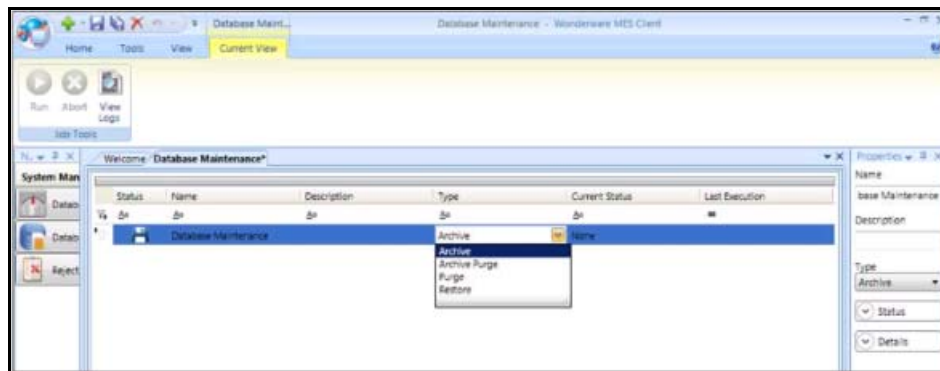 Database Maint...
Database Maintenance - Wonderware MES Client
Home Tools View Current View
Run Abort View Logs
Job Tools
N...
Welcome Database Maintenance*
Properties
System Man
Datab
Datab
Reject
Status Name Description Type Current Status Last Execution
Database Maintenance Archive None
Archive
Archive Purge
Purge
Restore
Name
base Maintenance
Description
Type
Archive
Status
Details